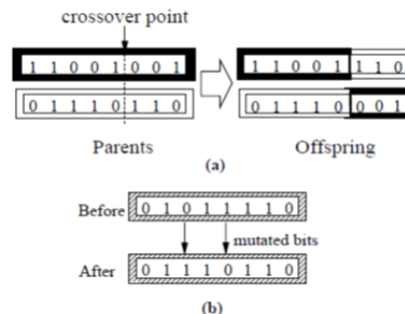 crossover point
1 1 0 0 1 0 0 1
1 1 0 0 1 1 1 0
0 1 1 1 0 1 1 0
0 1 1 1 0 0 0 1
Parents
Offspring
(a)
Before 0 1 0 1 1 1 1 0
mutated bits
After 0 1 1 1 0 1 1 0
(b)